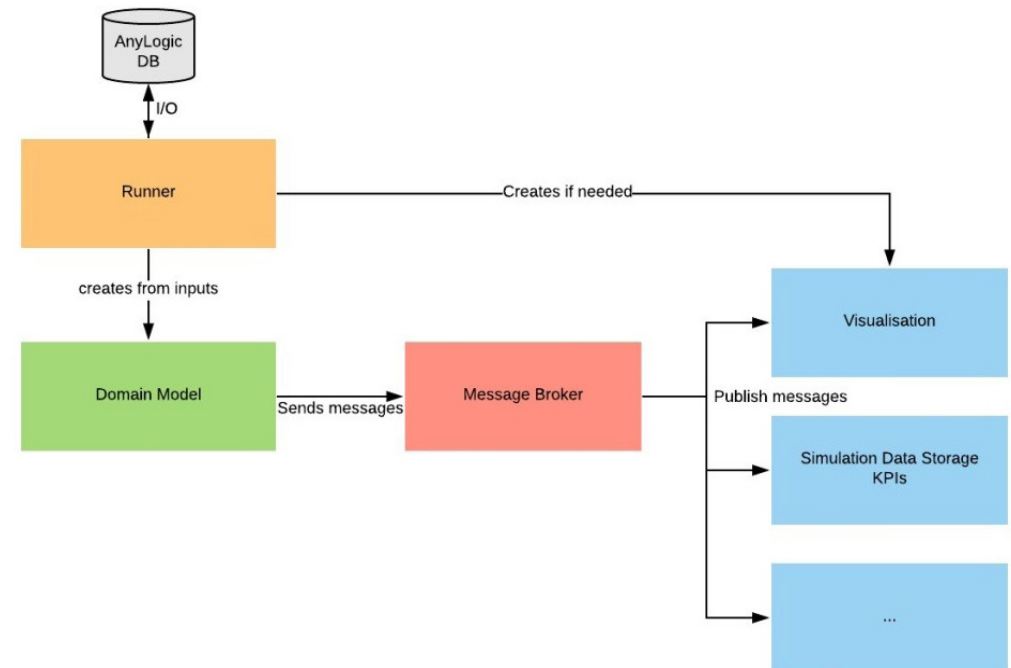 AnyLogic
DB
I/O
Runner
Creates if needed
creates from inputs
Visualisation
Domain Model
Sends messages
Message Broker
Publish messages
Simulation Data Storage
KPIs
...